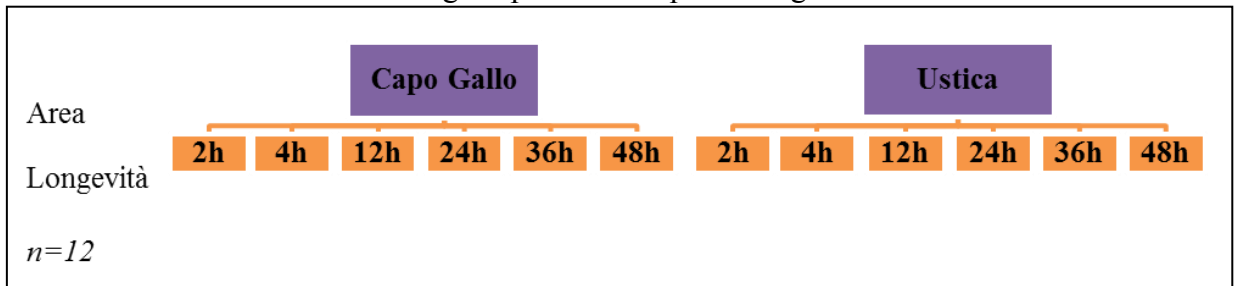 Capo Gallo Ustica
Area
2h 4h 12h 24h 36h 48h 2h 4h 12h 24h 36h 48h
Longevità
n=12